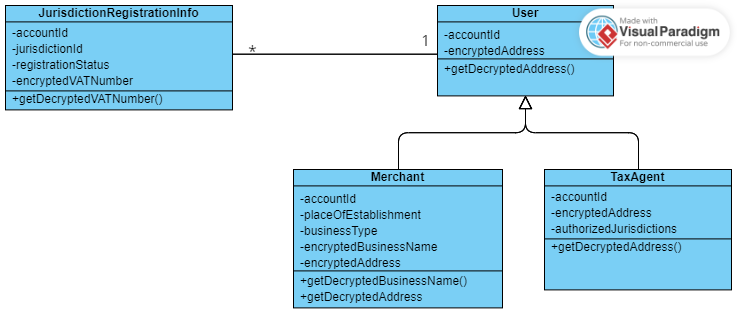 JurisdictionRegistrationInfo
-accountId
-jurisdictionId
-registrationStatus
-encryptedVATNumber
+getDecryptedVATNumber()
*
1
User
-accountId
-encryptedAddress
+getDecryptedAddress()
Made with
Visual Paradigm
For non-commercial use
Merchant
-accountId
-placeOfEstablishment
-businessType
-encryptedBusinessName
-encryptedAddress
+getDecryptedBusinessName()
+getDecryptedAddress
TaxAgent
-accountId
-encryptedAddress
-authorizedJurisdictions
+getDecryptedAddress()